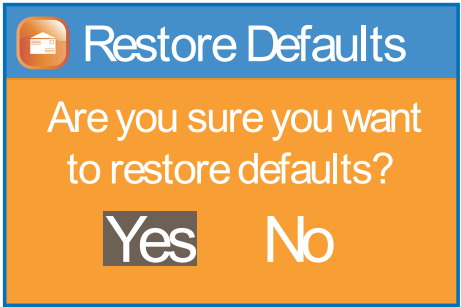 Restore Defaults
Are you sure you want
to restore defaults?
Yes No